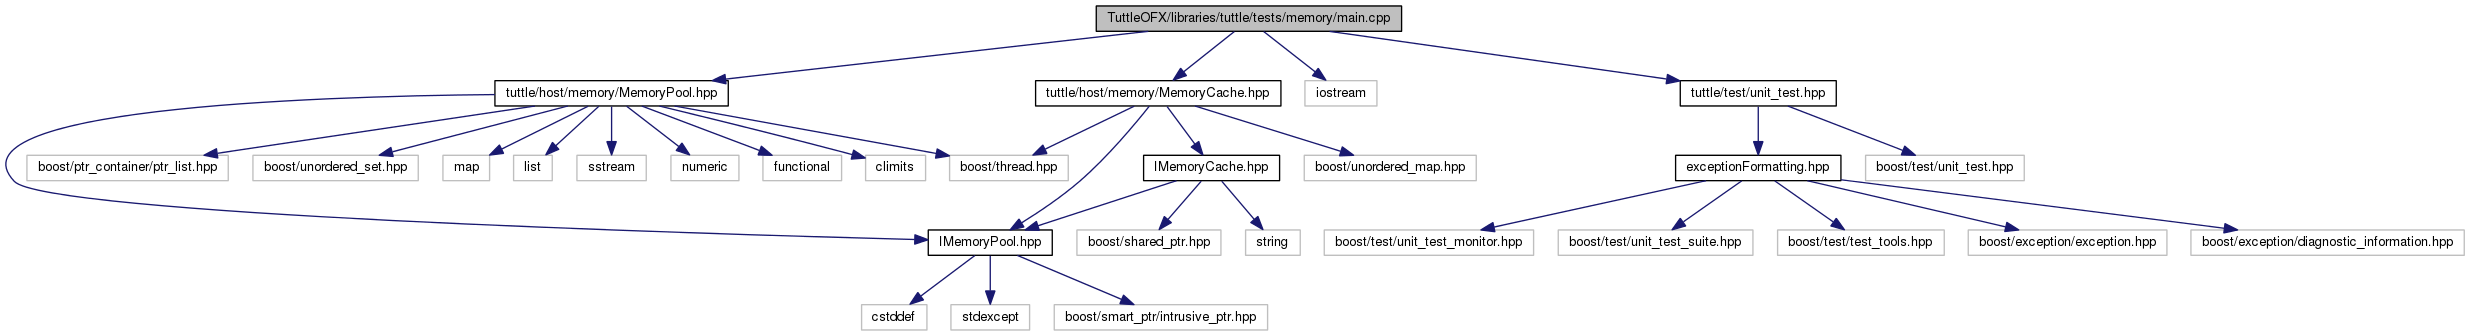 TuttleOFX/libraries/tuttle/tests/memory/main.cpp
tuttle/host/memory/MemoryPool.hpp
tuttle/host/memory/MemoryCache.hpp
iostream
tuttle/test/unit_test.hpp
boost/ptr_container/ptr_list.hpp
boost/unordered_set.hpp
map
list
sstream
numeric
functional
climits
boost/thread.hpp
IMemoryCache.hpp
boost/unordered_map.hpp
exceptionFormatting.hpp
boost/test/unit_test.hpp
IMemoryPool.hpp
boost/shared_ptr.hpp
string
boost/test/unit_test_monitor.hpp
boost/test/unit_test_suite.hpp
boost/test/test_tools.hpp
boost/exception/exception.hpp
boost/exception/diagnostic_information.hpp
cstddef
stdexcept
boost/smart_ptr/intrusive_ptr.hpp